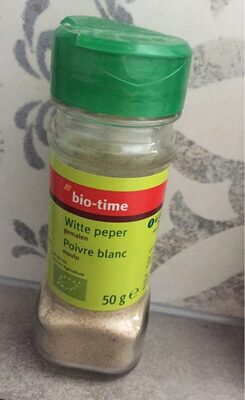 bio-time
Witte peper
gemalen
Poivre blanc
moulu
50 g ℮